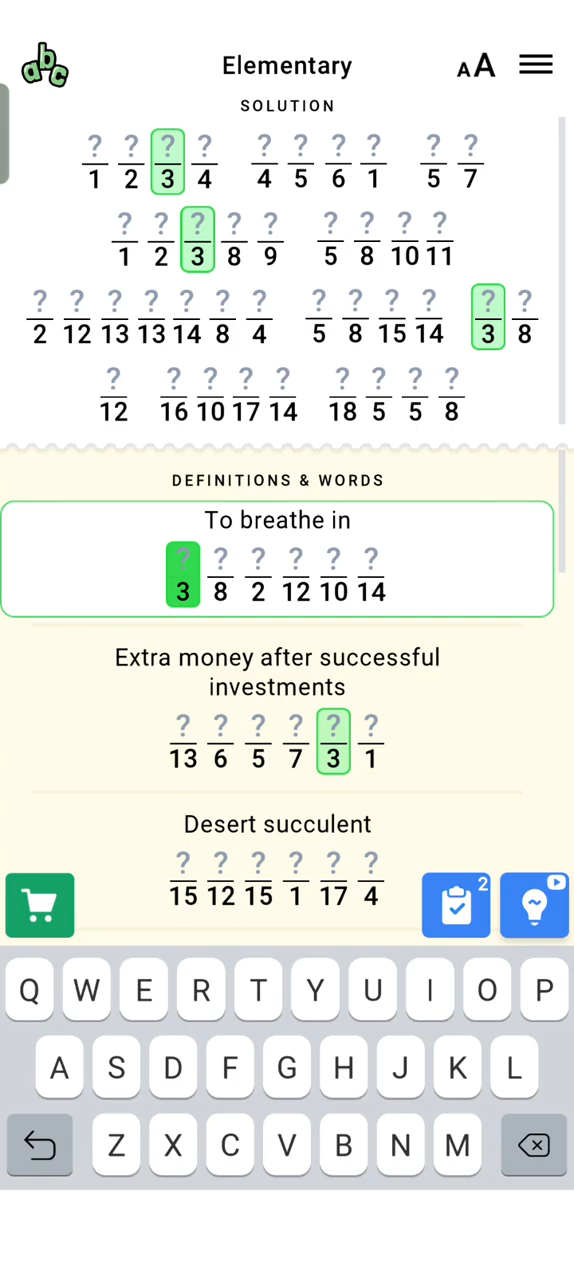 abc
Elementary
AA
SOLUTION
? ? ? ? ? ? ? ? ? ?
1 2 3 4 4 5 6 1 5 7
? ? ? ? ? ? ? ? ?
1 2 3 8 9 5 8 10 11
? ? ? ? ? ? ? ? ? ? ? ? ?
2 12 13 13 14 8 4 5 8 15 14 3 8
? ? ? ? ? ? ? ? ?
12 16 10 17 14 18 5 5 8
DEFINITIONS & WORDS
To breathe in
? ? ? ? ? ?
3 8 2 12 10 14
Extra money after successful
investments
? ? ? ? ? ?
13 6 5 7 3 1
Desert succulent
? ? ? ? ? ?
15 12 15 1 17 4
2
Q W E R T Y U I O P
A S D F G H J K L
Z X C V B N M